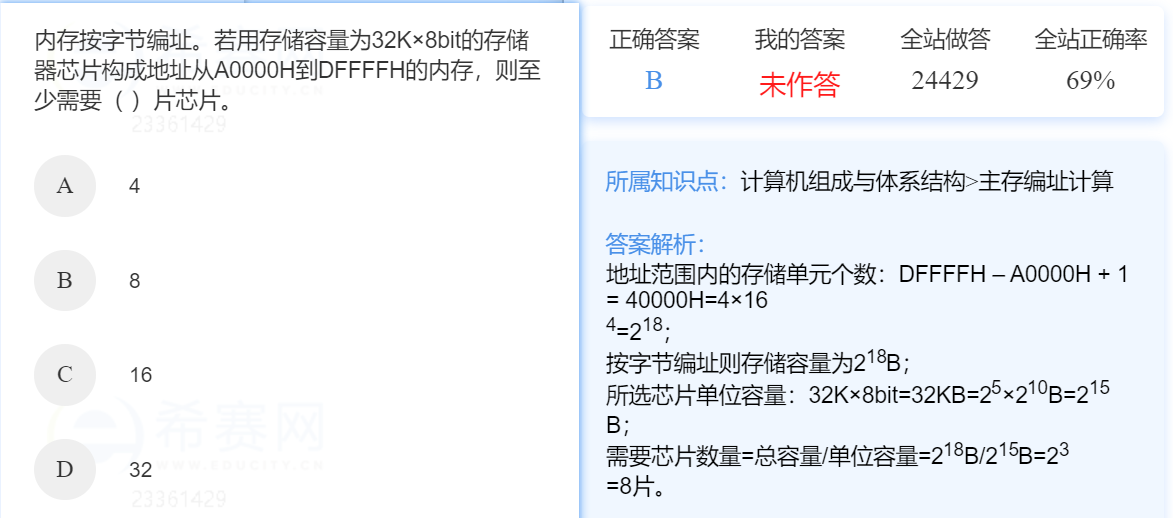 内存按字节编址。若用存储容量为32K×8bit的存储
器芯片构成地址从A0000H到DFFFFH的内存，则至
少需要（ ）片芯片。
23361429
A 4
B 8
C 16
D 32
希赛网
WWW.EDUCITY.CN
23361429
正确答案 我的答案 全站做答 全站正确率
B 未作答 24429 69%
所属知识点：计算机组成与体系结构>主存编址计算
答案解析：
地址范围内的存储单元个数：DFFFFH – A0000H + 1
= 40000H=4×16
4=2^18；
按字节编址则存储容量为2^18B；
所选芯片单位容量：32K×8bit=32KB=2^5×2^10B=2^15
B；
需要芯片数量=总容量/单位容量=2^18B/2^15B=2^3
=8片。